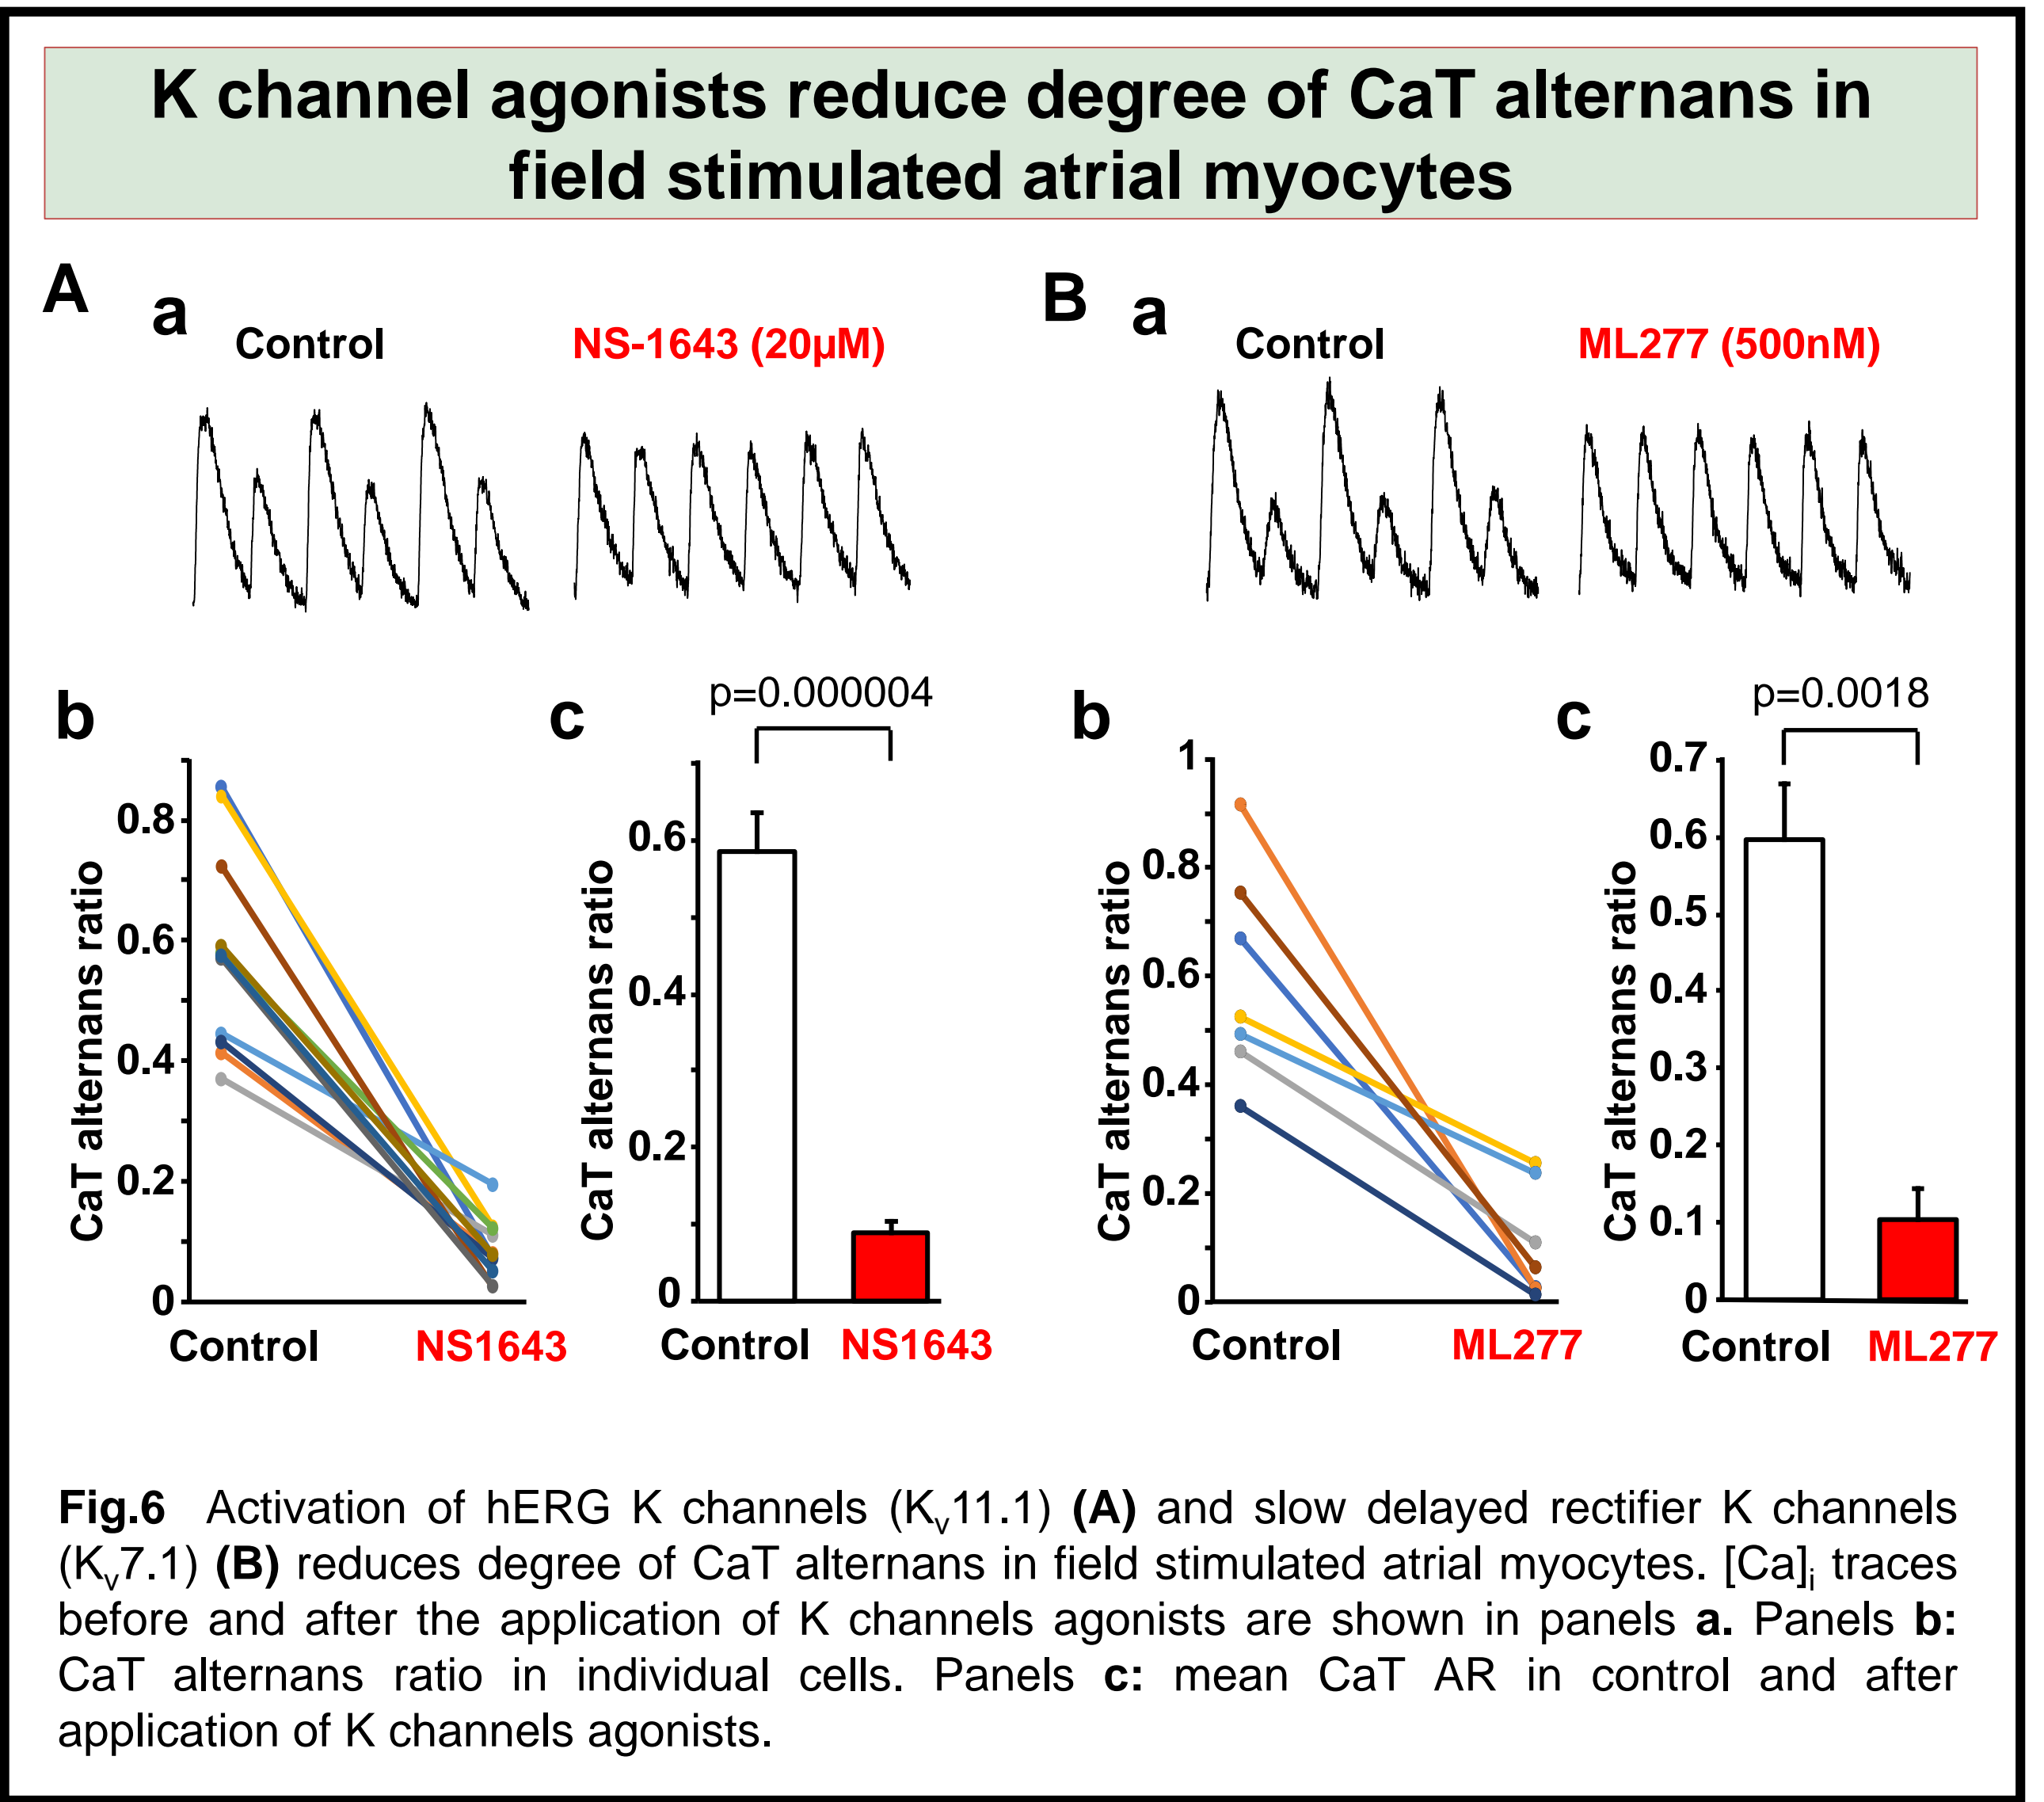 K channel agonists reduce degree of CaT alternans in
field stimulated atrial myocytes
A
a
Control
NS-1643 (20µM)
B
a
Control
ML277 (500nM)
b
CaT alternans ratio
0.8
0.6
0.4
0.2
0
Control
NS1643
c
p=0.000004
CaT alternans ratio
0.6
0.4
0.2
0
Control
NS1643
b
CaT alternans ratio
1
0.8
0.6
0.4
0.2
0
Control
ML277
c
p=0.0018
CaT alternans ratio
0.7
0.6
0.5
0.4
0.3
0.2
0.1
0
Control
ML277
Fig.6 Activation of hERG K channels (Kv11.1) (A) and slow delayed rectifier K channels
(Kv7.1) (B) reduces degree of CaT alternans in field stimulated atrial myocytes. [Ca]i traces
before and after the application of K channels agonists are shown in panels a. Panels b:
CaT alternans ratio in individual cells. Panels c: mean CaT AR in control and after
application of K channels agonists.